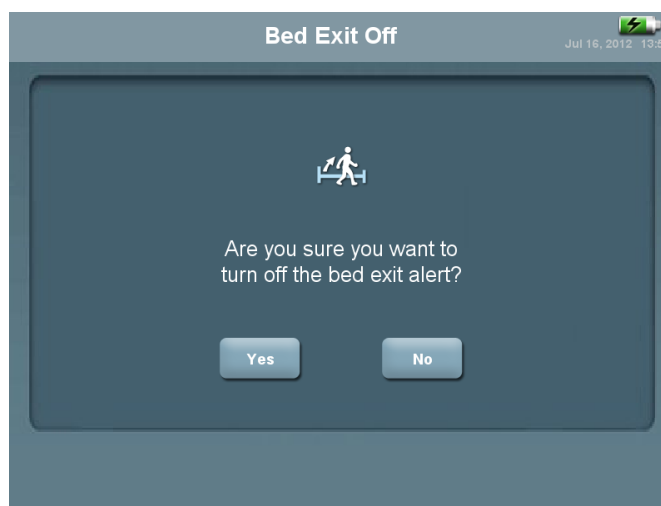 Bed Exit Off
Jul 16, 2012
Are you sure you want to
turn off the bed exit alert?
Yes
No